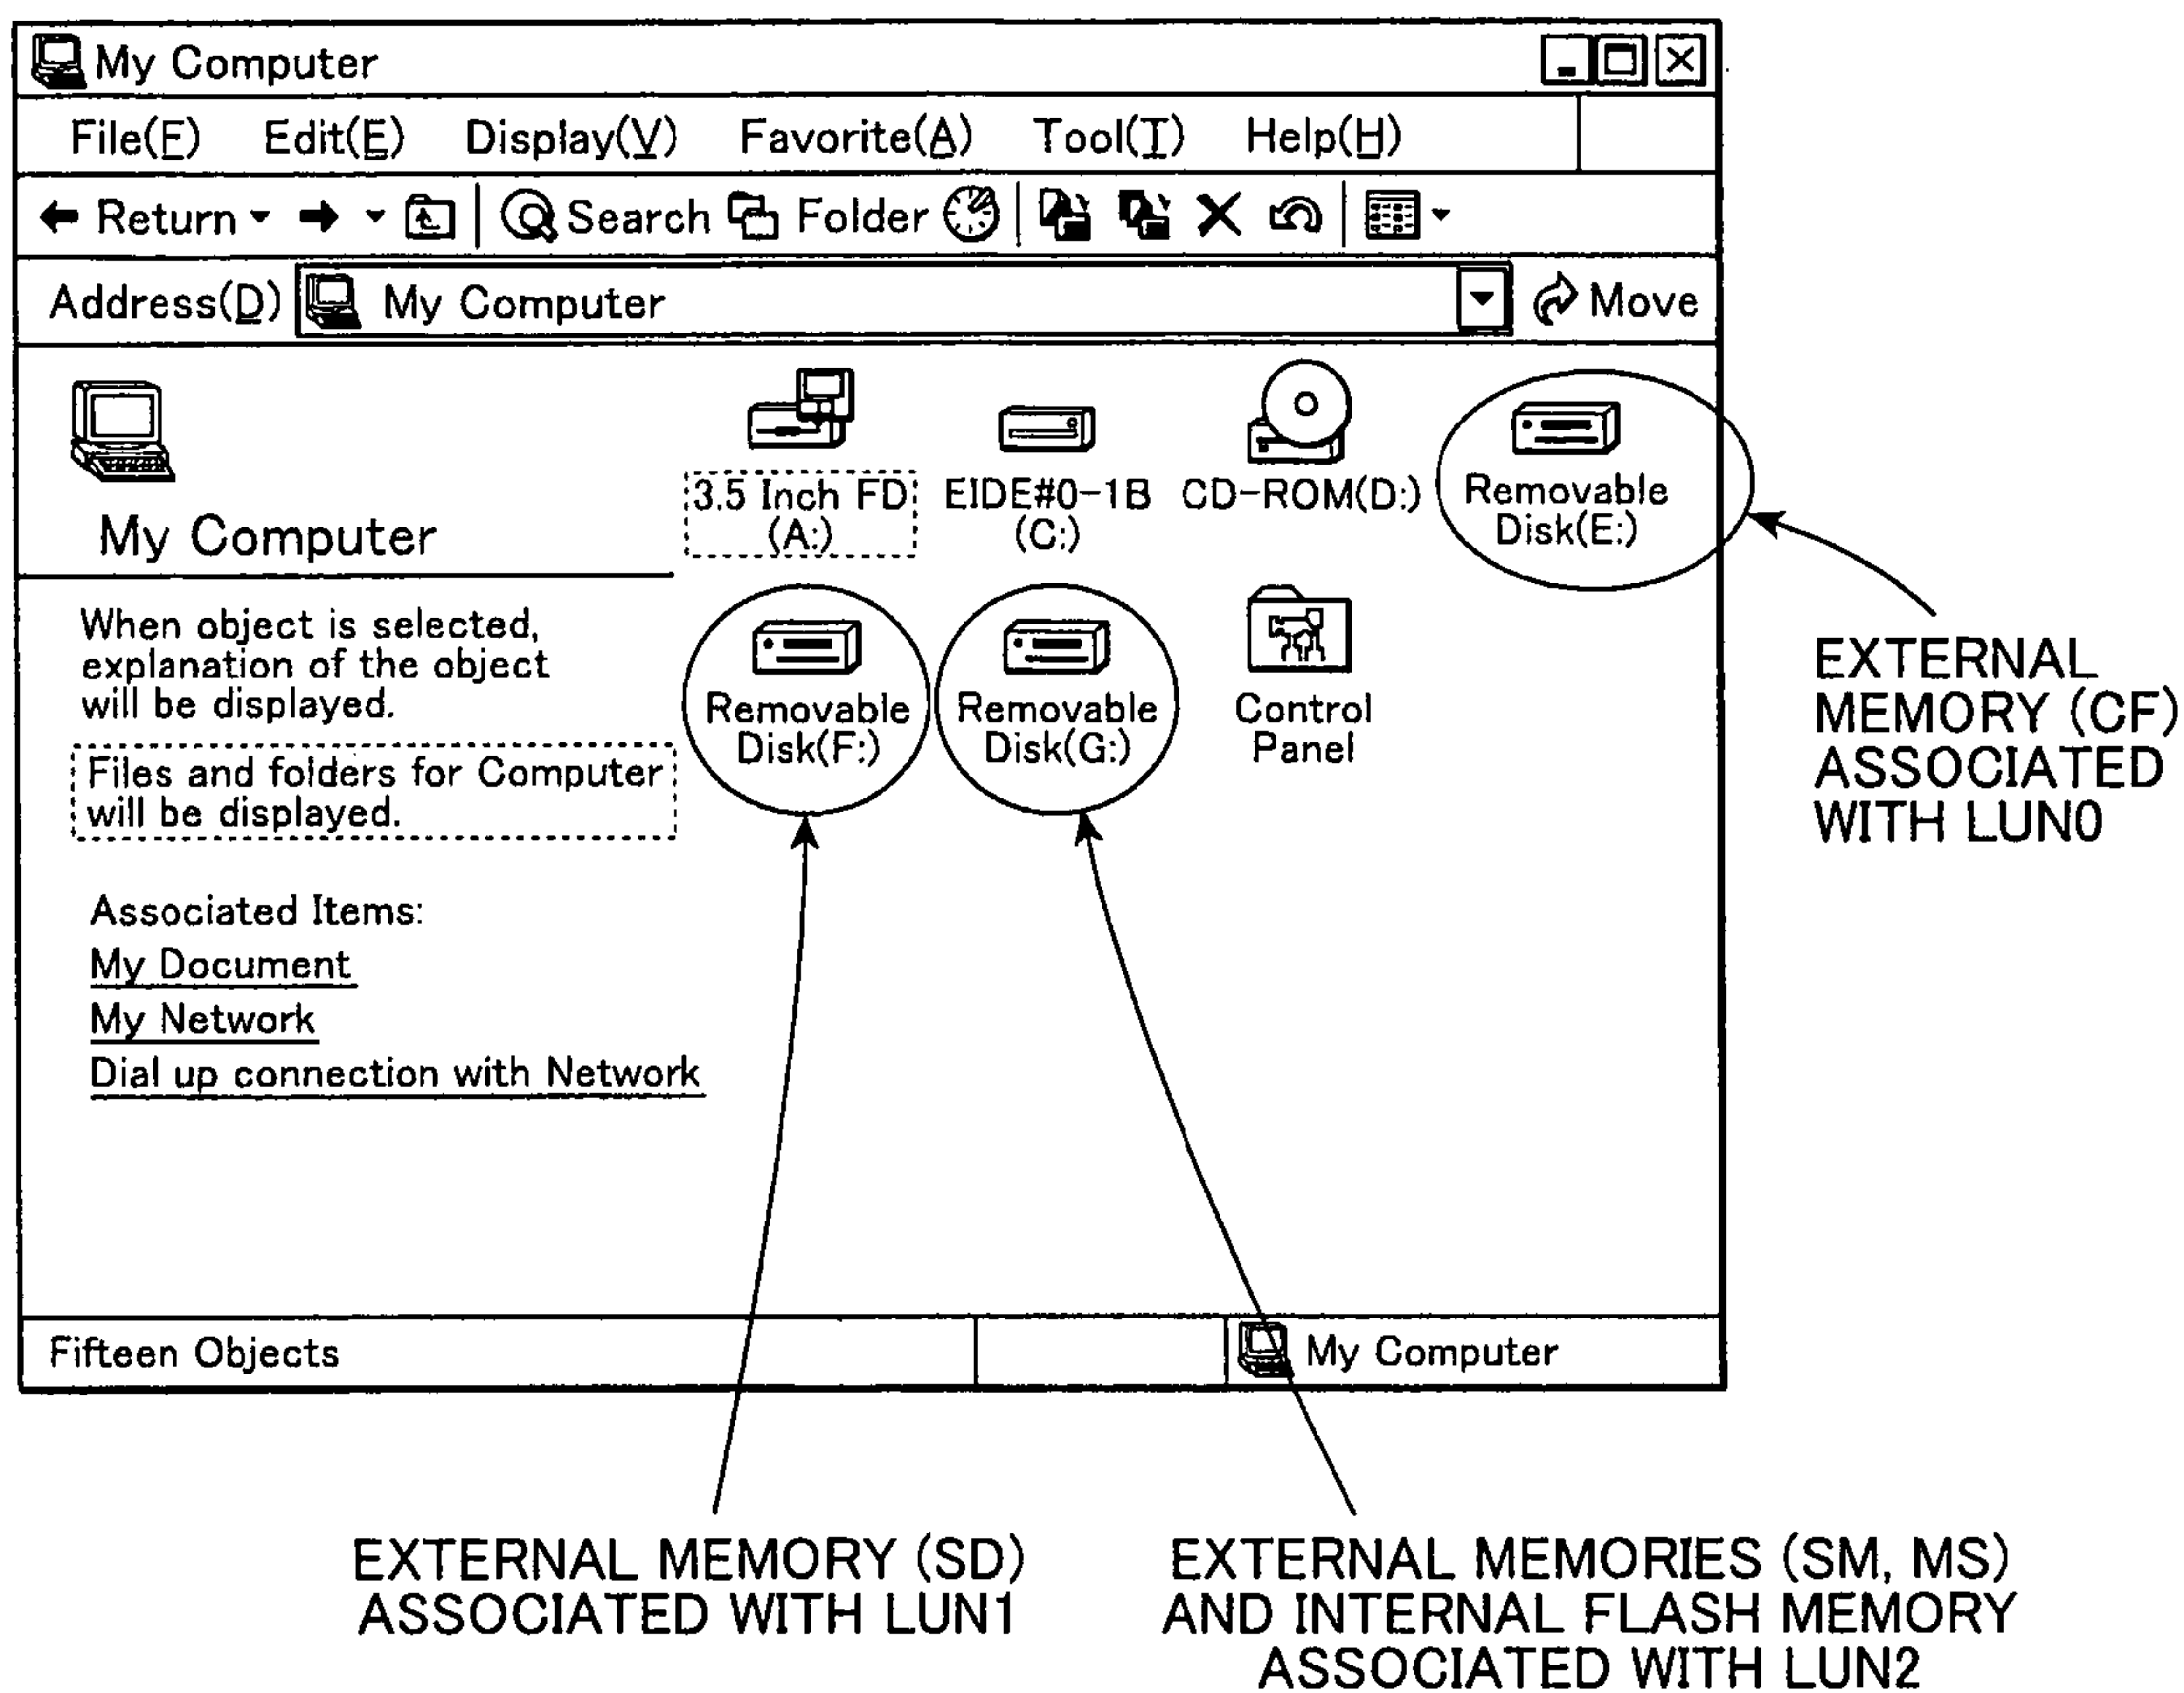 My Computer
File(F) Edit(E) Display(V) Favorite(A) Tool(T) Help(H)
Return Search Folder
Address(D) My Computer Move
My Computer
3.5 Inch FD
(A:)
EIDE#0-1B
(C:)
CD-ROM(D:)
Removable
Disk(E:)
When object is selected,
explanation of the object
will be displayed.
Files and folders for Computer
will be displayed.
Removable
Disk(F:)
Removable
Disk(G:)
Control
Panel
EXTERNAL
MEMORY (CF)
ASSOCIATED
WITH LUN0
Associated Items:
My Document
My Network
Dial up connection with Network
Fifteen Objects
My Computer
EXTERNAL MEMORY (SD)
ASSOCIATED WITH LUN1
EXTERNAL MEMORIES (SM, MS)
AND INTERNAL FLASH MEMORY
ASSOCIATED WITH LUN2